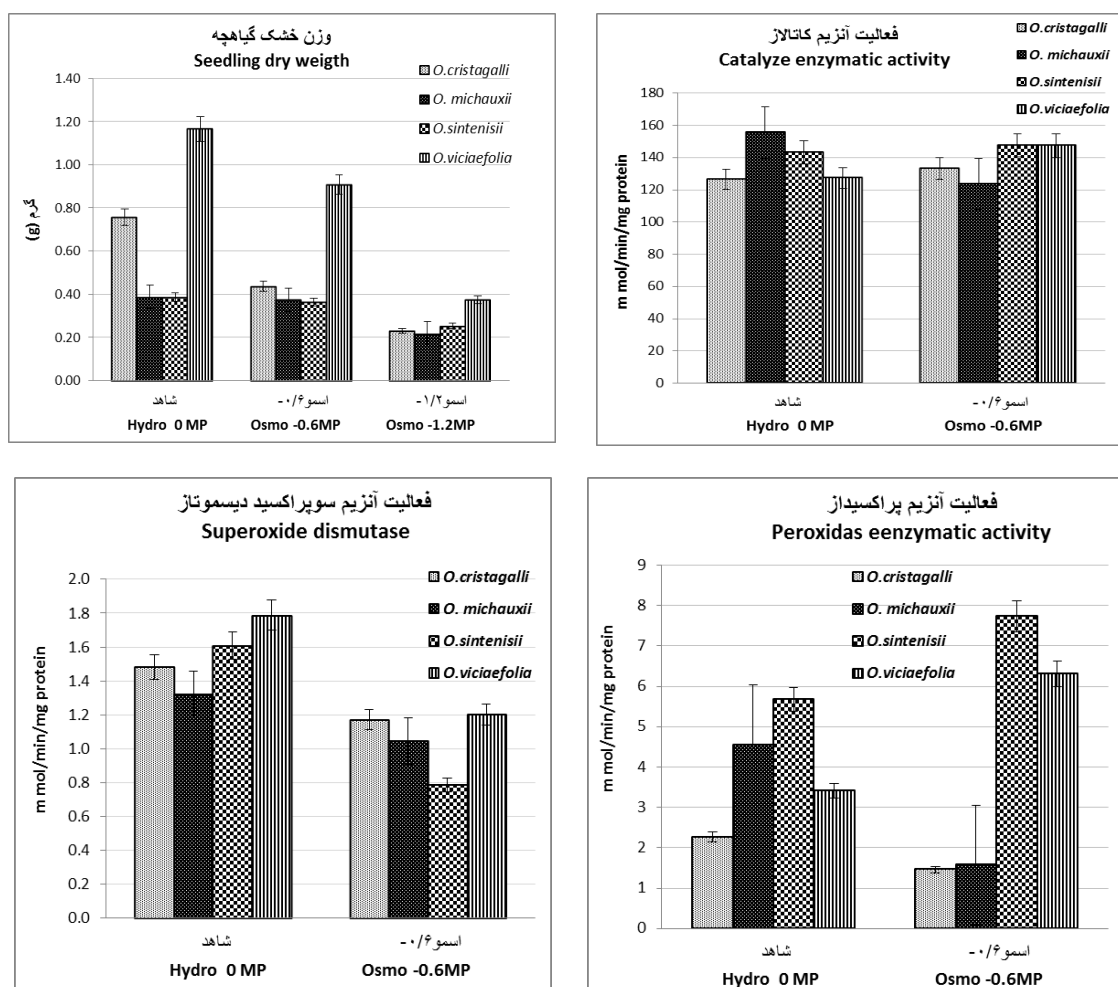 وزن خشک گیاهچه
Seedling dry weigth
O.cristagalli
O. michauxii
O.sintenisii
O.viciaefolia
گرم (g)
1.40
1.20
1.00
0.80
0.60
0.40
0.20
0.00
شاهد
اسمو۰/۶-
اسمو۱/۲-
Hydro 0 MP
Osmo -0.6MP
Osmo -1.2MP
فعالیت آنزیم کاتالاز
Catalyze enzymatic activity
O.cristagalli
O. michauxii
O.sintenisii
O.viciaefolia
m mol/min/mg protein
180
160
140
120
100
80
60
40
20
0
شاهد
اسمو۰/۶-
Hydro 0 MP
Osmo -0.6MP
فعالیت آنزیم سوپراکسید دیسموتاز
Superoxide dismutase
O.cristagalli
O. michauxii
O.sintenisii
O.viciaefolia
m mol/min/mg protein
2.0
1.8
1.6
1.4
1.2
1.0
0.8
0.6
0.4
0.2
0.0
شاهد
اسمو۰/۶-
Hydro 0 MP
Osmo -0.6MP
فعالیت آنزیم پراکسیداز
Peroxidas eenzymatic activity
O.cristagalli
O. michauxii
O.sintenisii
O.viciaefolia
m mol/min/mg protein
9
8
7
6
5
4
3
2
1
0
شاهد
اسمو۰/۶-
Hydro 0 MP
Osmo -0.6MP